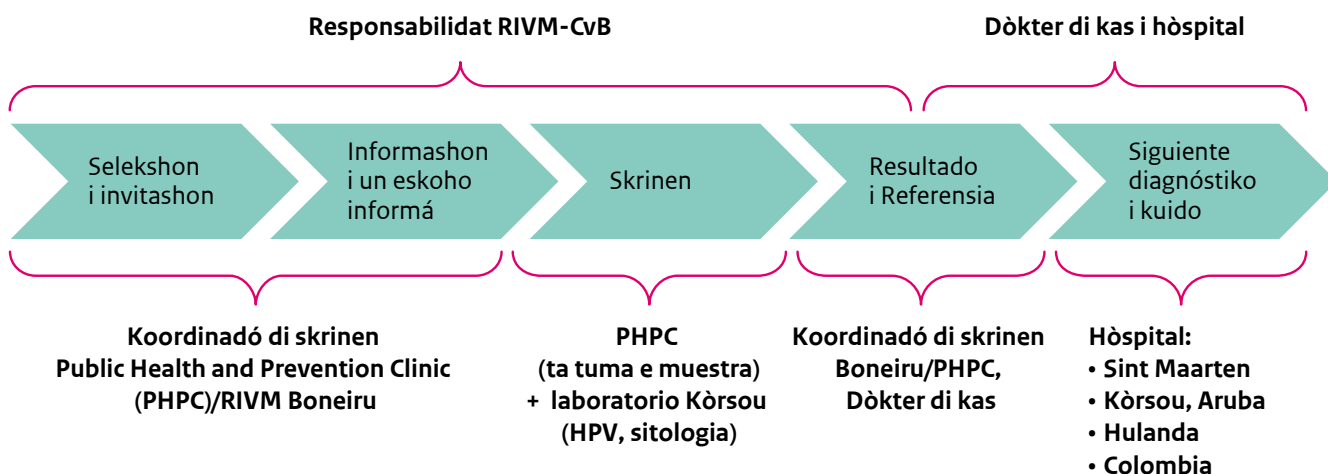 Responsabilidat RIVM-CvB
Dòkter di kas i hòspital
Selekshon
i invitashon
Informashon
i un eskoho
informá
Skrinen
Resultado
i Referensia
Siguiente
diagnóstiko
i kuido
Koordinadó di skrinen
Public Health and Prevention Clinic
(PHPC)/RIVM Boneiru
PHPC
(ta tuma e muestra)
+ laboratorio Kòrsou
(HPV, sitologia)
Koordinadó di skrinen
Boneiru/PHPC,
Dòkter di kas
Hòspital:
• Sint Maarten
• Kòrsou, Aruba
• Hulanda
• Colombia